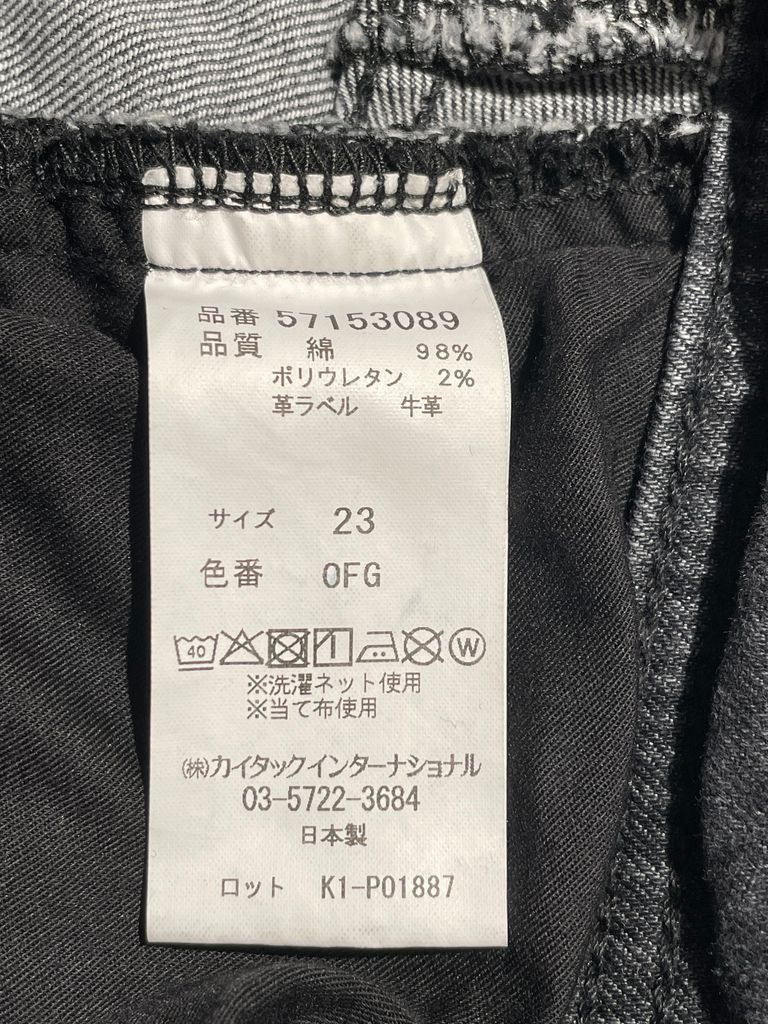 品番 57153089
品質 綿 98%
ポリウレタン 2%
革ラベル 牛革
サイズ 23
色番 0FG
40 W
※洗濯ネット使用
※当て布使用
㈱カイタックインターナショナル
03-5722-3684
日本製
ロット K1-P01887